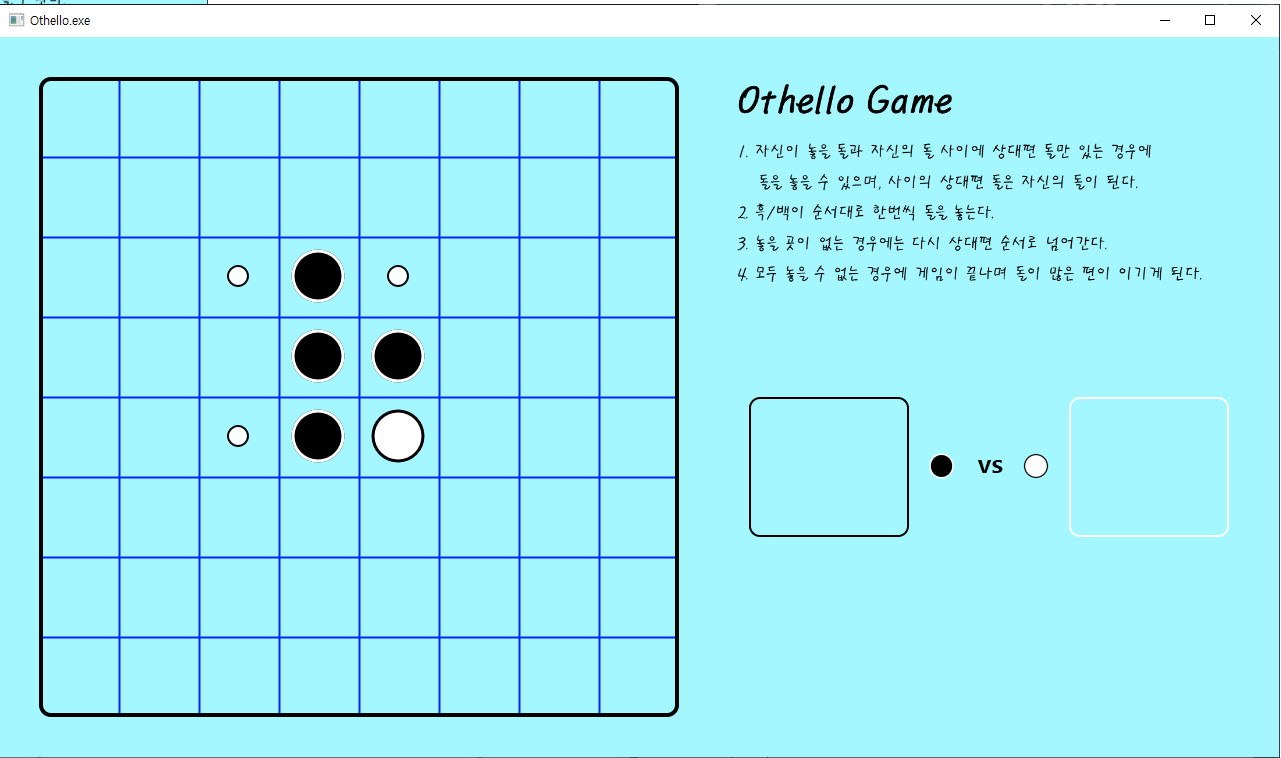 Othello.exe
Othello Game
1. 자신이 놓을 돌과 자신의 돌 사이에 상대편 돌만 있는 경우에
돌을 놓을 수 있으며, 사이의 상대편 돌은 자신의 돌이 된다.
2. 흑/백이 순서대로 한번씩 돌을 놓는다.
3. 놓을 곳이 없는 경우에는 다시 상대편 순서로 넘어간다.
4. 모두 놓을 수 없는 경우에 게임이 끝나며 돌이 많은 편이 이기게 된다.
VS